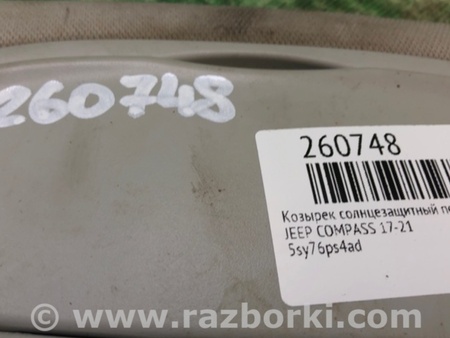 260748
260748
Козырек солнцезащитный
JEEP COMPASS 17-21
5sy76ps4ad
www.razborki.com